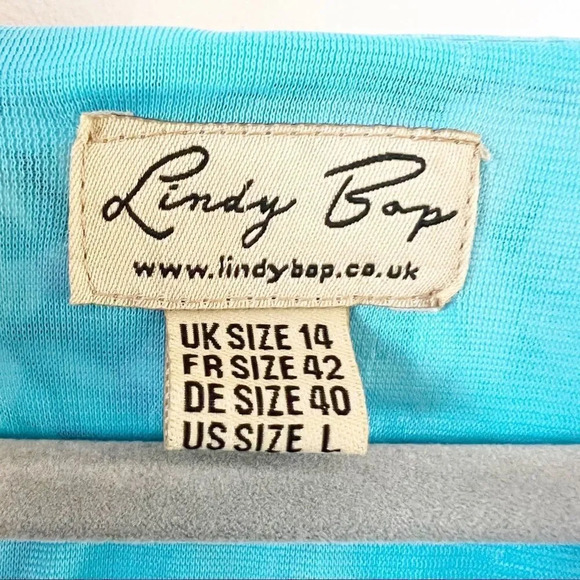 Lindy Bop
www.lindybop.co.uk
UK SIZE 14
FR SIZE 42
DE SIZE 40
US SIZE L